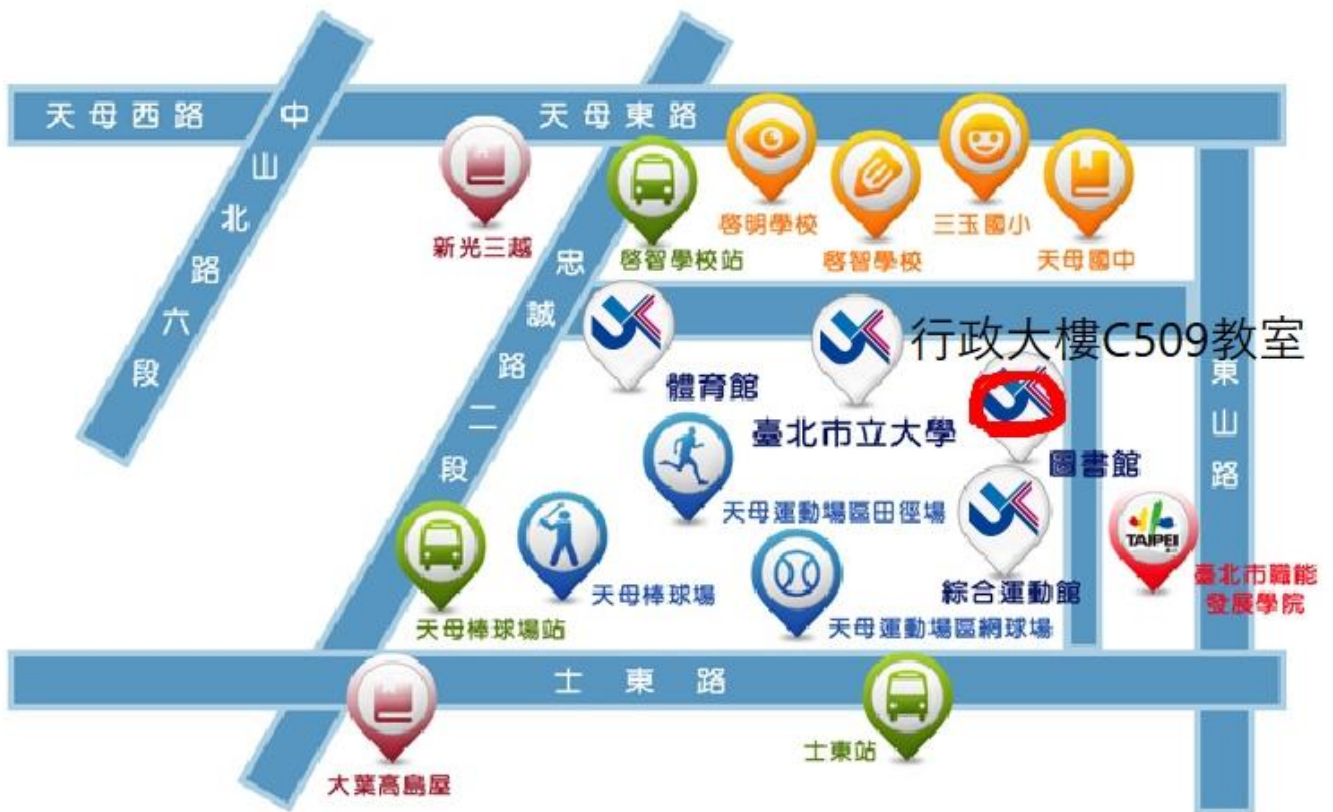 天母西路
中山北路六段
天母東路
新光三越
啓智學校站
啓明學校
啓智學校
三玉國小
天母國中
忠誠路二段
行政大樓C509教室
體育館
臺北市立大學
圖書館
東山路
天母運動場區田徑場
TAIPEI
天母棒球場
綜合運動館
臺北市職能
發展學院
天母棒球場站
天母運動場區網球場
士東路
士東站
大葉高島屋